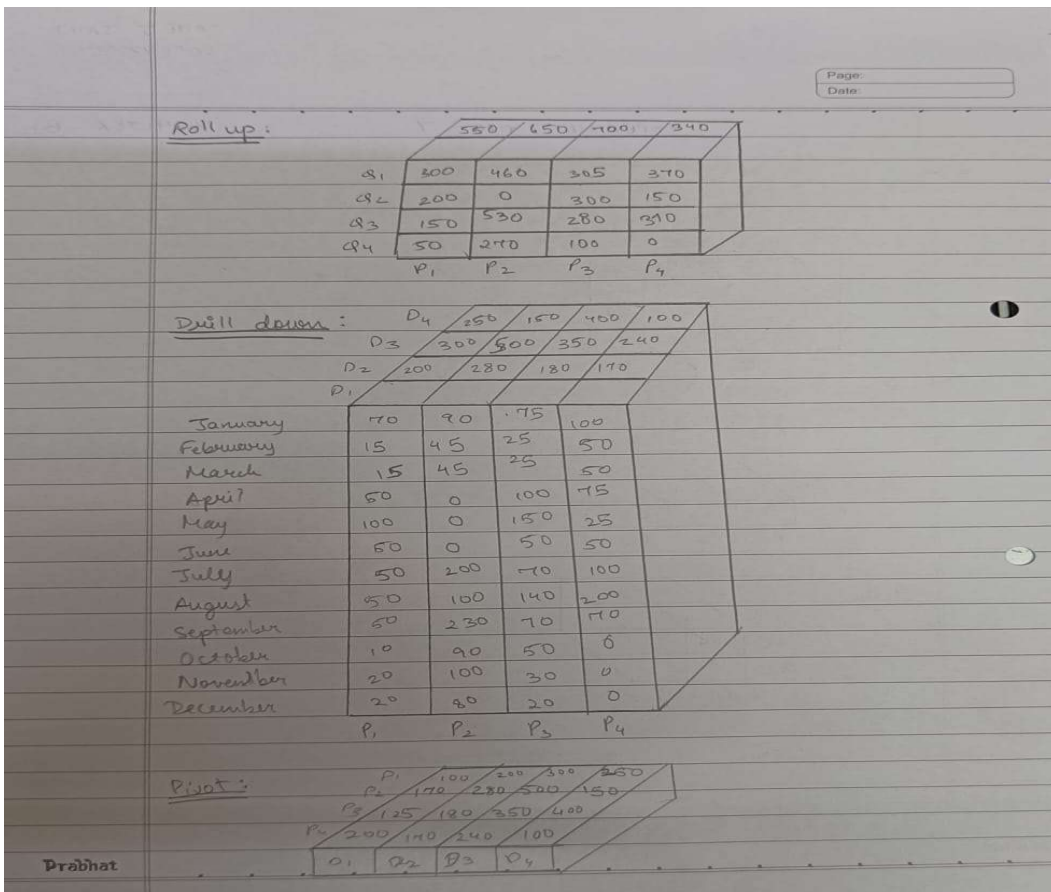 Page:
Date:
Roll up:
550 650 700 340
Q1 300 460 305 370
Q2 200 0 300 150
Q3 150 530 280 370
Q4 50 270 100 0
P1 P2 P3 P4
Drill down:
D4 250 150 400 100
D3 300 500 350 240
D2 200 280 180 170
D1
January 70 90 75 100
February 15 45 25 50
March 15 45 25 50
April 50 0 100 75
May 100 0 150 25
June 50 0 50 50
July 50 200 70 100
August 50 100 140 200
September 50 230 70 70
October 10 90 50 0
November 20 100 30 0
December 20 80 20 0
P1 P2 P3 P4
Pivot:
P1 100 200 300 250
P2 170 280 500 150
P3 125 180 350 400
P4 200 170 240 100
D1 D2 D3 D4
Prabhat